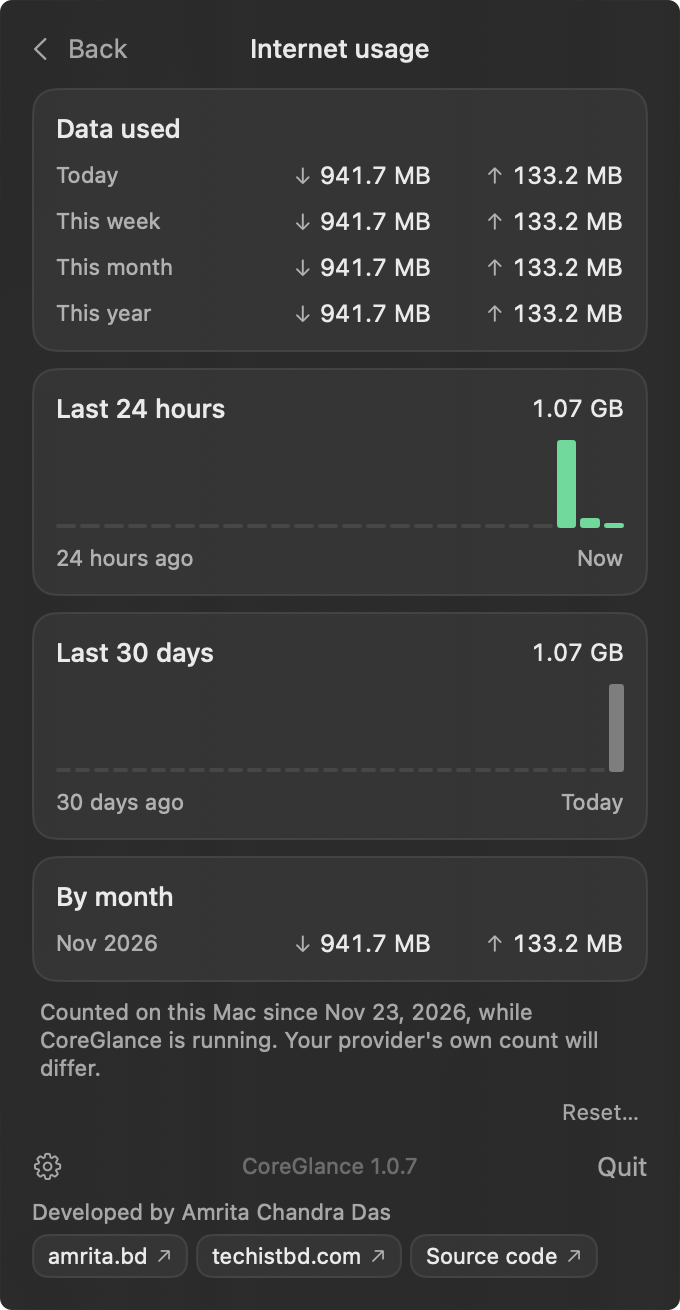 Back
Internet usage
Data used
Today ↓ 941.7 MB ↑ 133.2 MB
This week ↓ 941.7 MB ↑ 133.2 MB
This month ↓ 941.7 MB ↑ 133.2 MB
This year ↓ 941.7 MB ↑ 133.2 MB
Last 24 hours 1.07 GB
24 hours ago Now
Last 30 days 1.07 GB
30 days ago Today
By month
Nov 2026 ↓ 941.7 MB ↑ 133.2 MB
Counted on this Mac since Nov 23, 2026, while
CoreGlance is running. Your provider's own count will
differ.
Reset...
CoreGlance 1.0.7 Quit
Developed by Amrita Chandra Das
amrita.bd ↗ techistbd.com ↗ Source code ↗